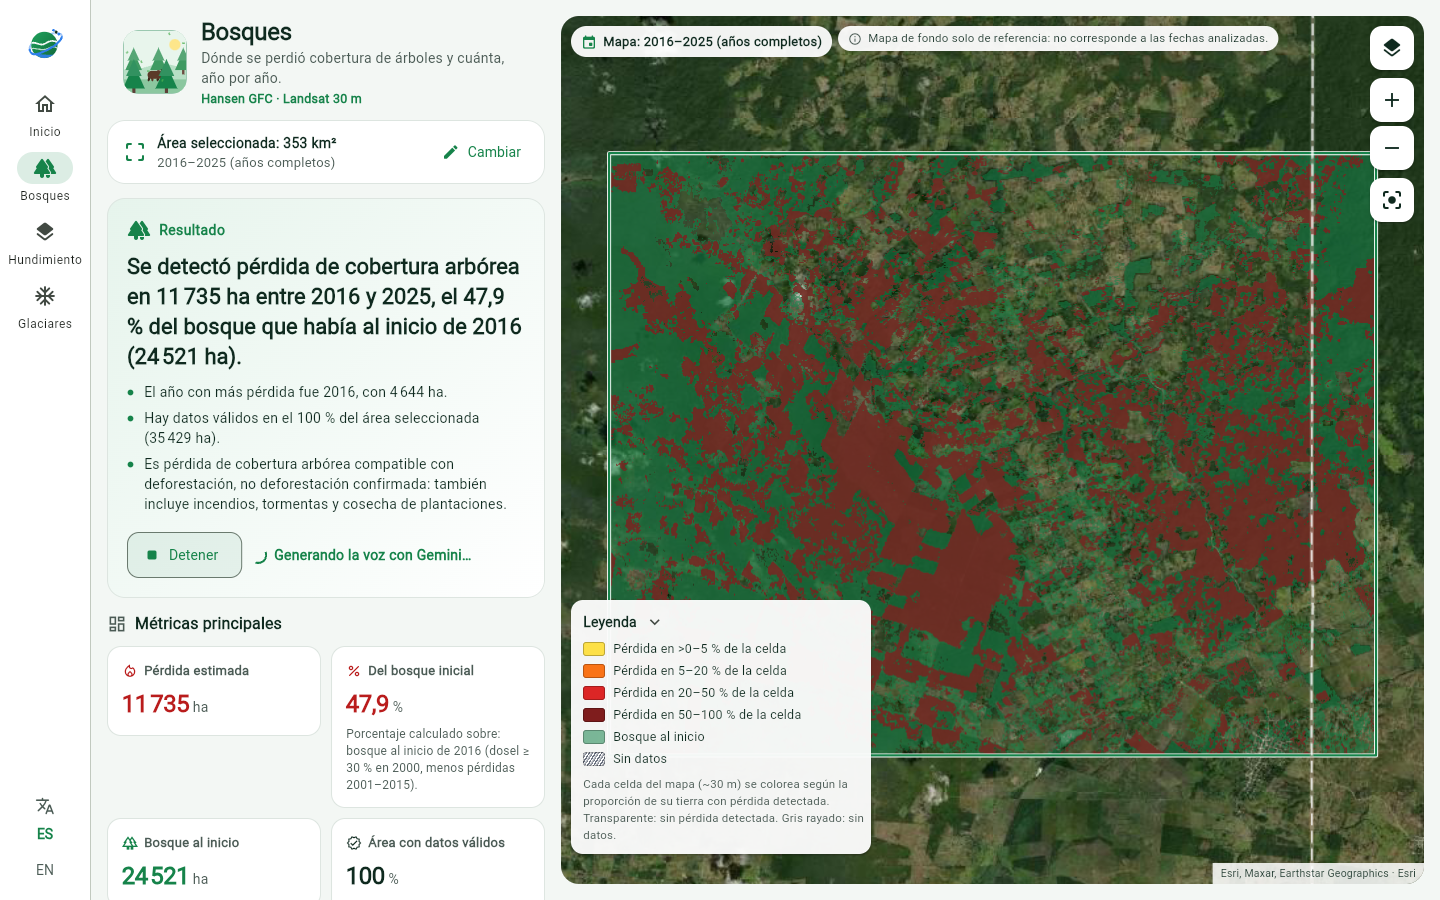 Inicio
Bosques
Hundimiento
Glaciares
ES
EN
Bosques
Dónde se perdió cobertura de árboles y cuánta,
año por año.
Hansen GFC · Landsat 30 m
Área seleccionada: 353 km²
2016–2025 (años completos)
Cambiar
Resultado
Se detectó pérdida de cobertura arbórea
en 11 735 ha entre 2016 y 2025, el 47,9
% del bosque que había al inicio de 2016
(24 521 ha).
• El año con más pérdida fue 2016, con 4 644 ha.
• Hay datos válidos en el 100 % del área seleccionada
(35 429 ha).
• Es pérdida de cobertura arbórea compatible con
deforestación, no deforestación confirmada: también
incluye incendios, tormentas y cosecha de plantaciones.
Detener
Generando la voz con Gemini...
Métricas principales
Pérdida estimada
11 735 ha
Del bosque inicial
47,9 %
Porcentaje calculado sobre:
bosque al inicio de 2016 (dosel ≥
30 % en 2000, menos pérdidas
2001–2015).
Bosque al inicio
24 521 ha
Área con datos válidos
100 %
Mapa: 2016–2025 (años completos)
Mapa de fondo solo de referencia: no corresponde a las fechas analizadas.
Leyenda
Pérdida en >0–5 % de la celda
Pérdida en 5–20 % de la celda
Pérdida en 20–50 % de la celda
Pérdida en 50–100 % de la celda
Bosque al inicio
Sin datos
Cada celda del mapa (~30 m) se colorea según la
proporción de su tierra con pérdida detectada.
Transparente: sin pérdida detectada. Gris rayado: sin
datos.
Esri, Maxar, Earthstar Geographics · Esri